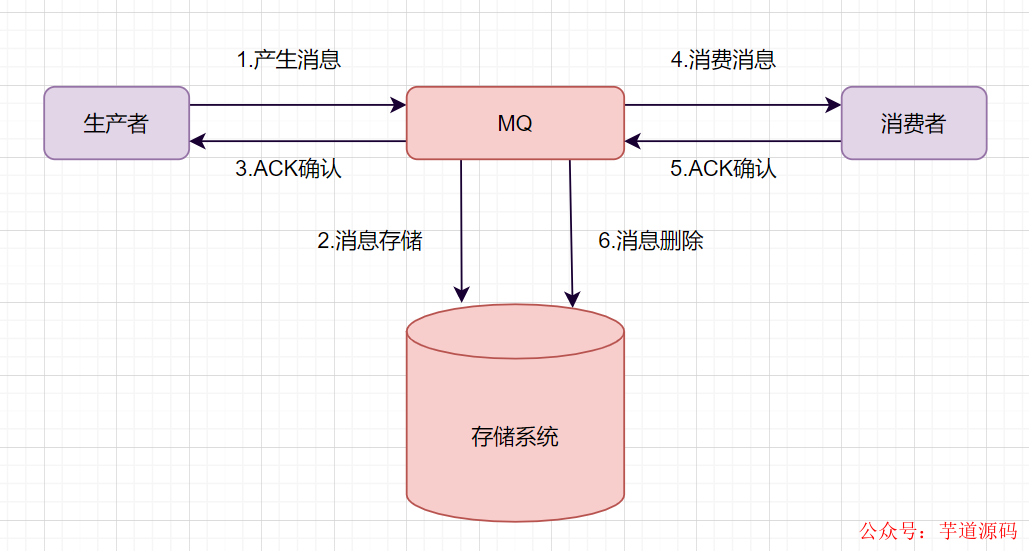 1.产生消息
4.消费消息
生产者
MQ
消费者
3.ACK确认
5.ACK确认
2.消息存储
6.消息删除
存储系统
公众号：芋道源码